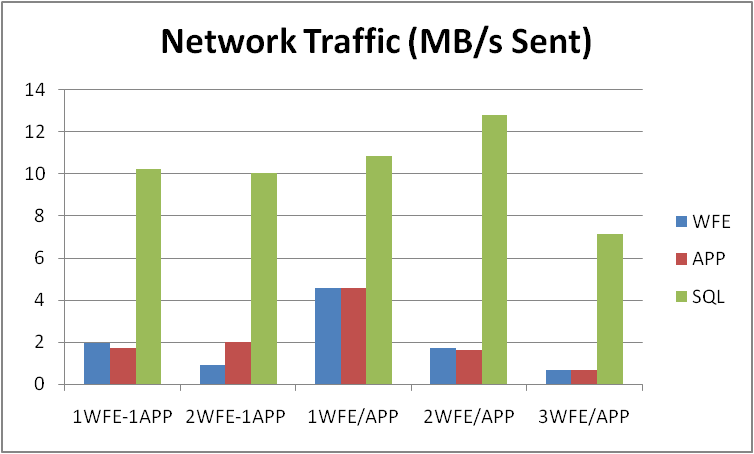 Network Traffic (MB/s Sent)
14
12
10
8
6
4
2
0
1WFE-1APP 2WFE-1APP 1WFE/APP 2WFE/APP 3WFE/APP
WFE
APP
SQL